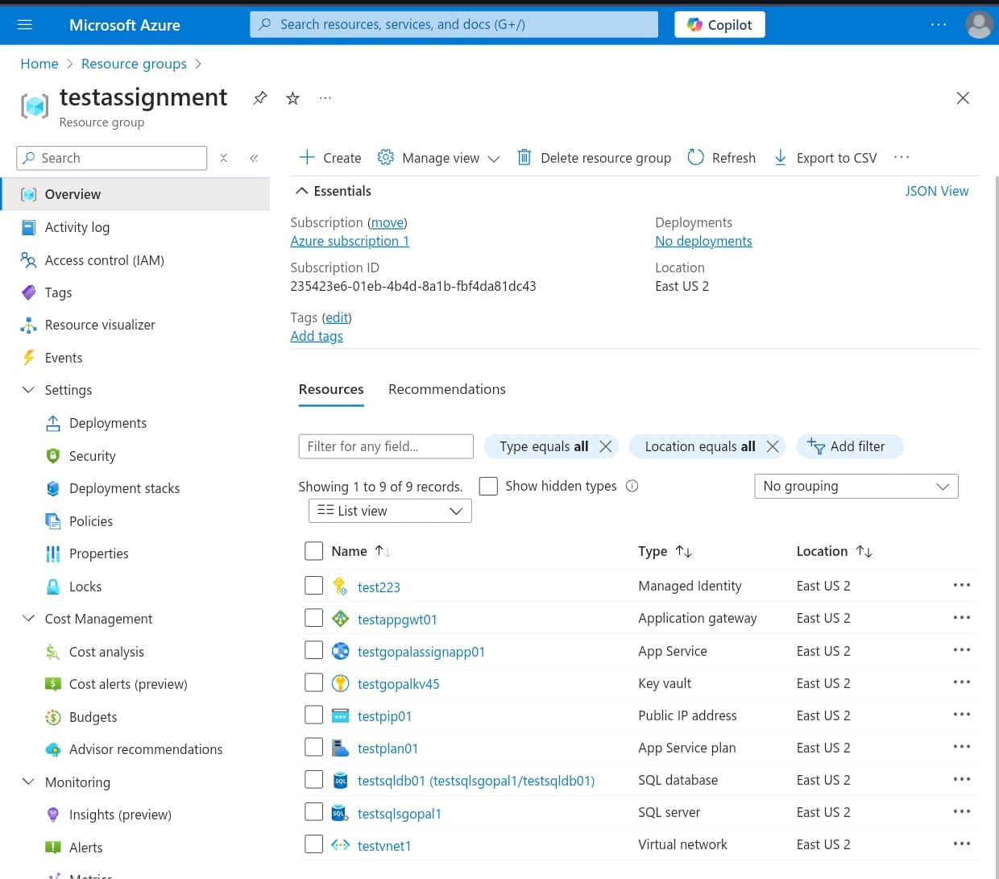 Microsoft Azure
Search resources, services, and docs (G+/)
Copilot
Home > Resource groups >
testassignment
Resource group
Search
Overview
Activity log
Access control (IAM)
Tags
Resource visualizer
Events
Settings
Deployments
Security
Deployment stacks
Policies
Properties
Locks
Cost Management
Cost analysis
Cost alerts (preview)
Budgets
Advisor recommendations
Monitoring
Insights (preview)
Alerts
Metrics
Create Manage view Delete resource group Refresh Export to CSV
Essentials JSON View
Subscription (move)
Azure subscription 1
Subscription ID
235423e6-01eb-4b4d-8a1b-fbf4da81dc43
Tags (edit)
Add tags
Deployments
No deployments
Location
East US 2
Resources Recommendations
Filter for any field... Type equals all Location equals all Add filter
Showing 1 to 9 of 9 records. Show hidden types No grouping
List view
Name Type Location
test223 Managed Identity East US 2
testappgwt01 Application gateway East US 2
testgopalassignapp01 App Service East US 2
testgopalkv45 Key vault East US 2
testpip01 Public IP address East US 2
testplan01 App Service plan East US 2
testsqldb01 (testsqlsgopal1/testsqldb01) SQL database East US 2
testsqlsgopal1 SQL server East US 2
testvnet1 Virtual network East US 2